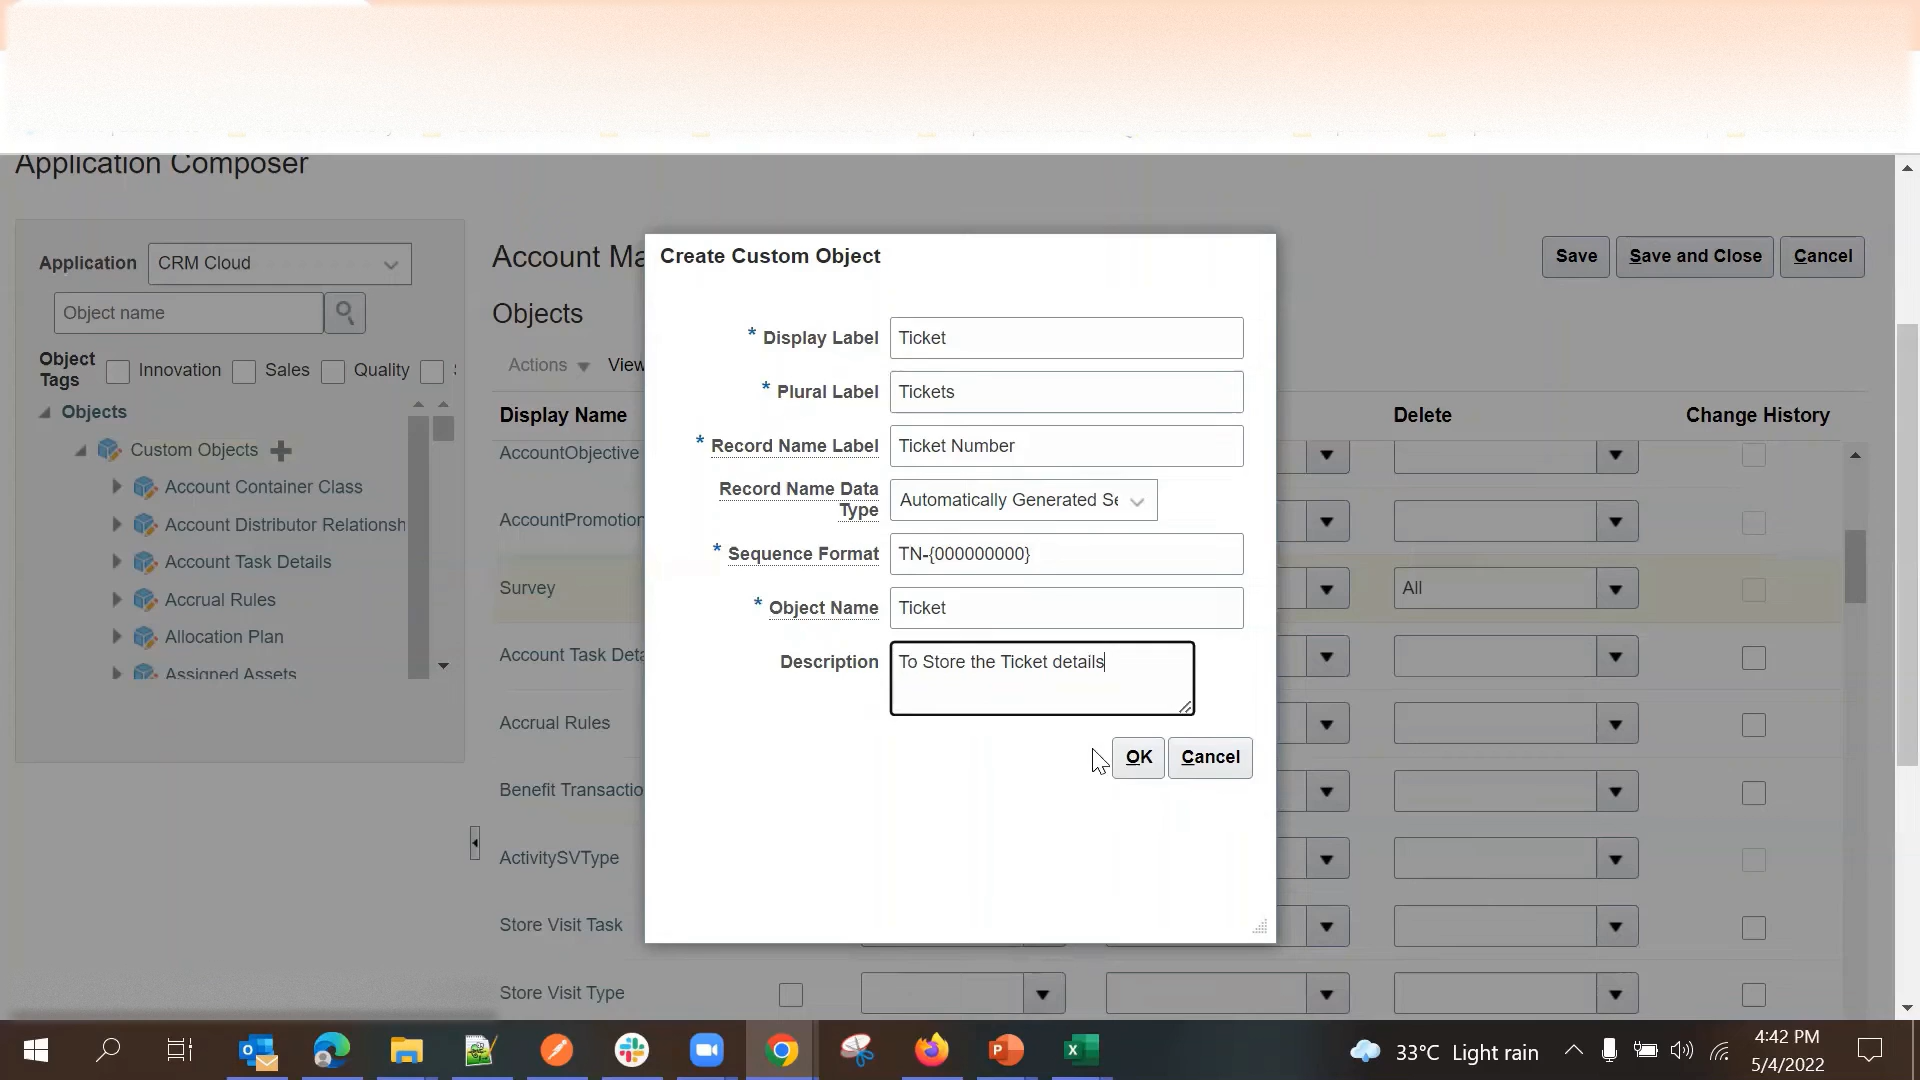 Application Composer
Application CRM Cloud
Object name
Object Tags Innovation Sales Quality
Objects
Custom Objects
Account Container Class
Account Distributor Relationsh
Account Task Details
Accrual Rules
Allocation Plan
Assigned Assets
Account Ma
Save Save and Close Cancel
Objects
Actions View
Display Name Delete Change History
AccountObjective
AccountPromotion
Survey All
Account Task Deta
Accrual Rules
Benefit Transactio
ActivitySVType
Store Visit Task
Store Visit Type
Create Custom Object
* Display Label Ticket
* Plural Label Tickets
* Record Name Label Ticket Number
Record Name Data Type Automatically Generated Se
* Sequence Format TN-{000000000}
* Object Name Ticket
Description To Store the Ticket details
OK Cancel
33°C Light rain
4:42 PM
5/4/2022